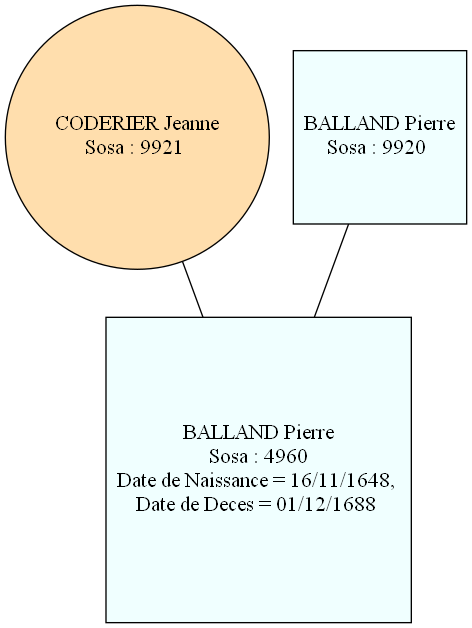 CODERIER Jeanne
Sosa : 9921
BALLAND Pierre
Sosa : 9920
BALLAND Pierre
Sosa : 4960
Date de Naissance = 16/11/1648,
Date de Deces = 01/12/1688